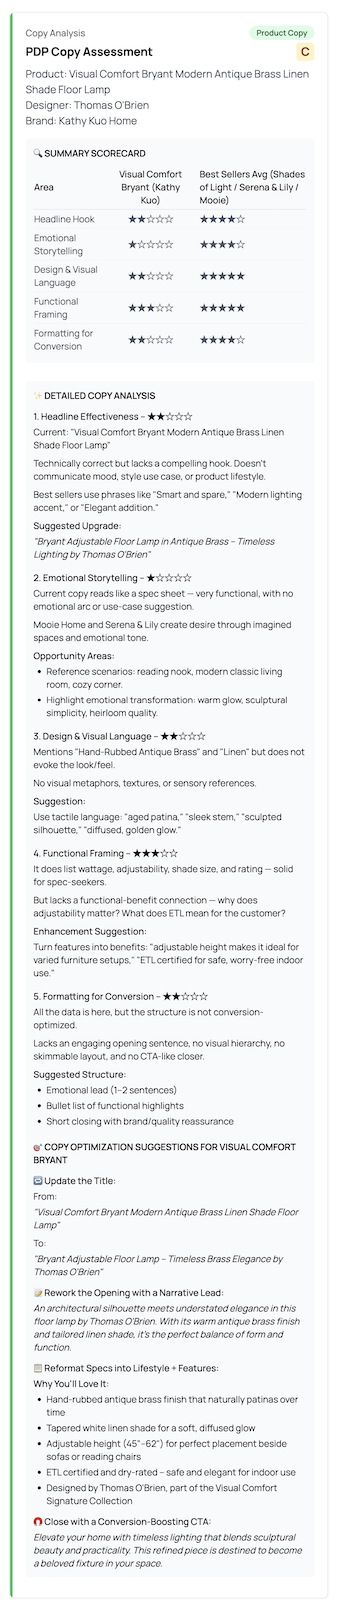 Copy Analysis
Product Copy
PDP Copy Assessment
C
Product: Visual Comfort Bryant Modern Antique Brass Linen
Shade Floor Lamp
Designer: Thomas O'Brien
Brand: Kathy Kuo Home
🔍 SUMMARY SCORECARD
Area
Visual Comfort
Bryant (Kathy
Kuo)
Best Sellers Avg (Shades
of Light / Serena & Lily /
Mooie)
Headline Hook ★★☆☆☆ ★★★★☆
Emotional
Storytelling
★☆☆☆☆ ★★★★☆
Design & Visual
Language
★★☆☆☆ ★★★★★
Functional
Framing
★★★☆☆ ★★★★★
Formatting for
Conversion
★★☆☆☆ ★★★★☆
✨ DETAILED COPY ANALYSIS
1. Headline Effectiveness – ★★☆☆☆
Current: "Visual Comfort Bryant Modern Antique Brass Linen
Shade Floor Lamp"
Technically correct but lacks a compelling hook. Doesn't
communicate mood, style use case, or product lifestyle.
Best sellers use phrases like "Smart and spare," "Modern lighting
accent," or "Elegant addition."
Suggested Upgrade:
"Bryant Adjustable Floor Lamp in Antique Brass – Timeless
Lighting by Thomas O'Brien"
2. Emotional Storytelling – ★☆☆☆☆
Current copy reads like a spec sheet — very functional, with no
emotional arc or use-case suggestion.
Mooie Home and Serena & Lily create desire through imagined
spaces and emotional tone.
Opportunity Areas:
• Reference scenarios: reading nook, modern classic living
room, cozy corner.
• Highlight emotional transformation: warm glow, sculptural
simplicity, heirloom quality.
3. Design & Visual Language – ★★☆☆☆
Mentions "Hand-Rubbed Antique Brass" and "Linen" but does not
evoke the look/feel.
No visual metaphors, textures, or sensory references.
Suggestion:
Use tactile language: "aged patina," "sleek stem," "sculpted
silhouette," "diffused, golden glow."
4. Functional Framing – ★★★☆☆
It does list wattage, adjustability, shade size, and rating — solid
for spec-seekers.
But lacks a functional-benefit connection — why does
adjustability matter? What does ETL mean for the customer?
Enhancement Suggestion:
Turn features into benefits: "adjustable height makes it ideal for
varied furniture setups," "ETL certified for safe, worry-free indoor
use."
5. Formatting for Conversion – ★★☆☆☆
All the data is here, but the structure is not conversion-
optimized.
Lacks an engaging opening sentence, no visual hierarchy, no
skimmable layout, and no CTA-like closer.
Suggested Structure:
• Emotional lead (1–2 sentences)
• Bullet list of functional highlights
• Short closing with brand/quality reassurance
🎯 COPY OPTIMIZATION SUGGESTIONS FOR VISUAL COMFORT
BRYANT
🔄 Update the Title:
From:
"Visual Comfort Bryant Modern Antique Brass Linen Shade Floor
Lamp"
To:
"Bryant Adjustable Floor Lamp – Timeless Brass Elegance by
Thomas O'Brien"
📝 Rework the Opening with a Narrative Lead:
An architectural silhouette meets understated elegance in this
floor lamp by Thomas O'Brien. With its warm antique brass finish
and tailored linen shade, it's the perfect balance of form and
function.
📋 Reformat Specs into Lifestyle + Features:
Why You'll Love It:
• Hand-rubbed antique brass finish that naturally patinas over
time
• Tapered white linen shade for a soft, diffused glow
• Adjustable height (45"–62") for perfect placement beside
sofas or reading chairs
• ETL certified and dry-rated – safe and elegant for indoor use
• Designed by Thomas O'Brien, part of the Visual Comfort
Signature Collection
🧲 Close with a Conversion-Boosting CTA:
Elevate your home with timeless lighting that blends sculptural
beauty and practicality. This refined piece is destined to become
a beloved fixture in your space.